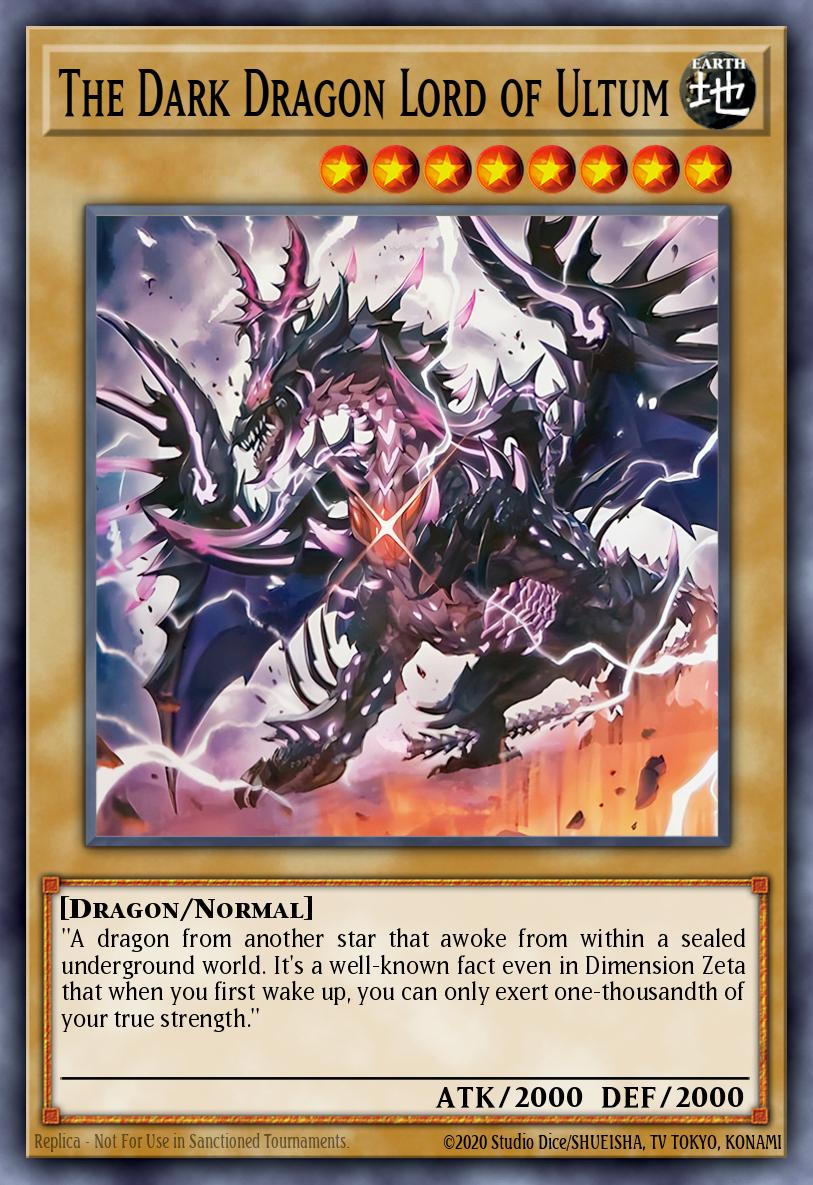 THE DARK DRAGON LORD OF ULTUM
EARTH
地
[DRAGON/NORMAL]
"A dragon from another star that awoke from within a sealed
underground world. It's a well-known fact even in Dimension Zeta
that when you first wake up, you can only exert one-thousandth of
your true strength."
ATK/2000 DEF/2000
Replica - Not For Use in Sanctioned Tournaments.
©2020 Studio Dice/SHUEISHA, TV TOKYO, KONAMI